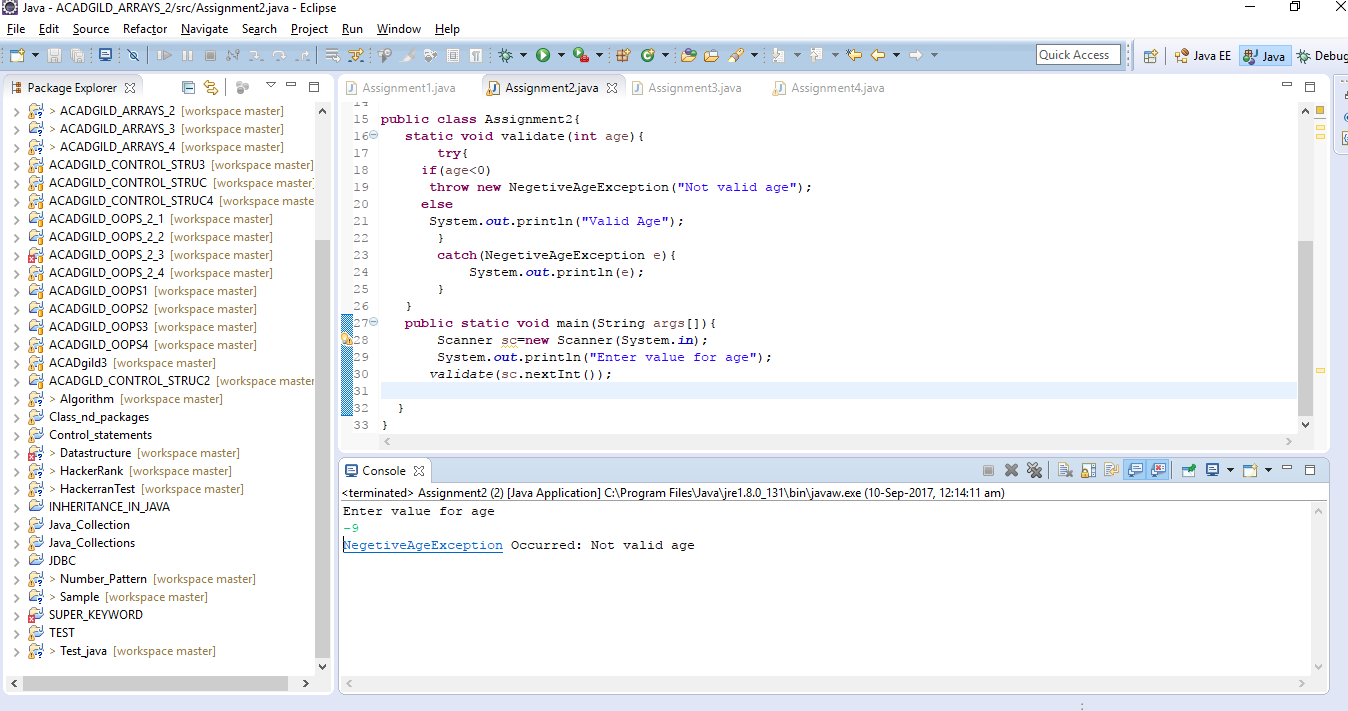 Java - ACADGILD_ARRAYS_2/src/Assignment2.java - Eclipse
File Edit Source Refactor Navigate Search Project Run Window Help
Quick Access
Java EE
Java
Debug
Package Explorer
> ACADGILD_ARRAYS_2 [workspace master]
> ACADGILD_ARRAYS_3 [workspace master]
> ACADGILD_ARRAYS_4 [workspace master]
ACADGILD_CONTROL_STRU3 [workspace master]
ACADGILD_CONTROL_STRUC [workspace master]
ACADGILD_CONTROL_STRUC4 [workspace maste
ACADGILD_OOPS_2_1 [workspace master]
ACADGILD_OOPS_2_2 [workspace master]
ACADGILD_OOPS_2_3 [workspace master]
ACADGILD_OOPS_2_4 [workspace master]
ACADGILD_OOPS1 [workspace master]
ACADGILD_OOPS2 [workspace master]
ACADGILD_OOPS3 [workspace master]
ACADGILD_OOPS4 [workspace master]
ACADgild3 [workspace master]
ACADGLD_CONTROL_STRUC2 [workspace master
> Algorithm [workspace master]
Class_nd_packages
Control_statements
> Datastructure [workspace master]
> HackerRank [workspace master]
> HackerranTest [workspace master]
INHERITANCE_IN_JAVA
Java_Collection
Java_Collections
JDBC
> Number_Pattern [workspace master]
> Sample [workspace master]
SUPER_KEYWORD
TEST
> Test_java [workspace master]
Assignment1.java
Assignment2.java
Assignment3.java
Assignment4.java
14
15 public class Assignment2{
16 static void validate(int age){
17 try{
18 if(age<0)
19 throw new NegetiveAgeException("Not valid age");
20 else
21 System.out.println("Valid Age");
22 }
23 catch(NegetiveAgeException e){
24 System.out.println(e);
25 }
26 }
27 public static void main(String args[]){
28 Scanner sc=new Scanner(System.in);
29 System.out.println("Enter value for age");
30 validate(sc.nextInt());
31
32 }
33 }
Console
<terminated> Assignment2 (2) [Java Application] C:\Program Files\Java\jre1.8.0_131\bin\javaw.exe (10-Sep-2017, 12:14:11 am)
Enter value for age
-9
NegetiveAgeException Occurred: Not valid age